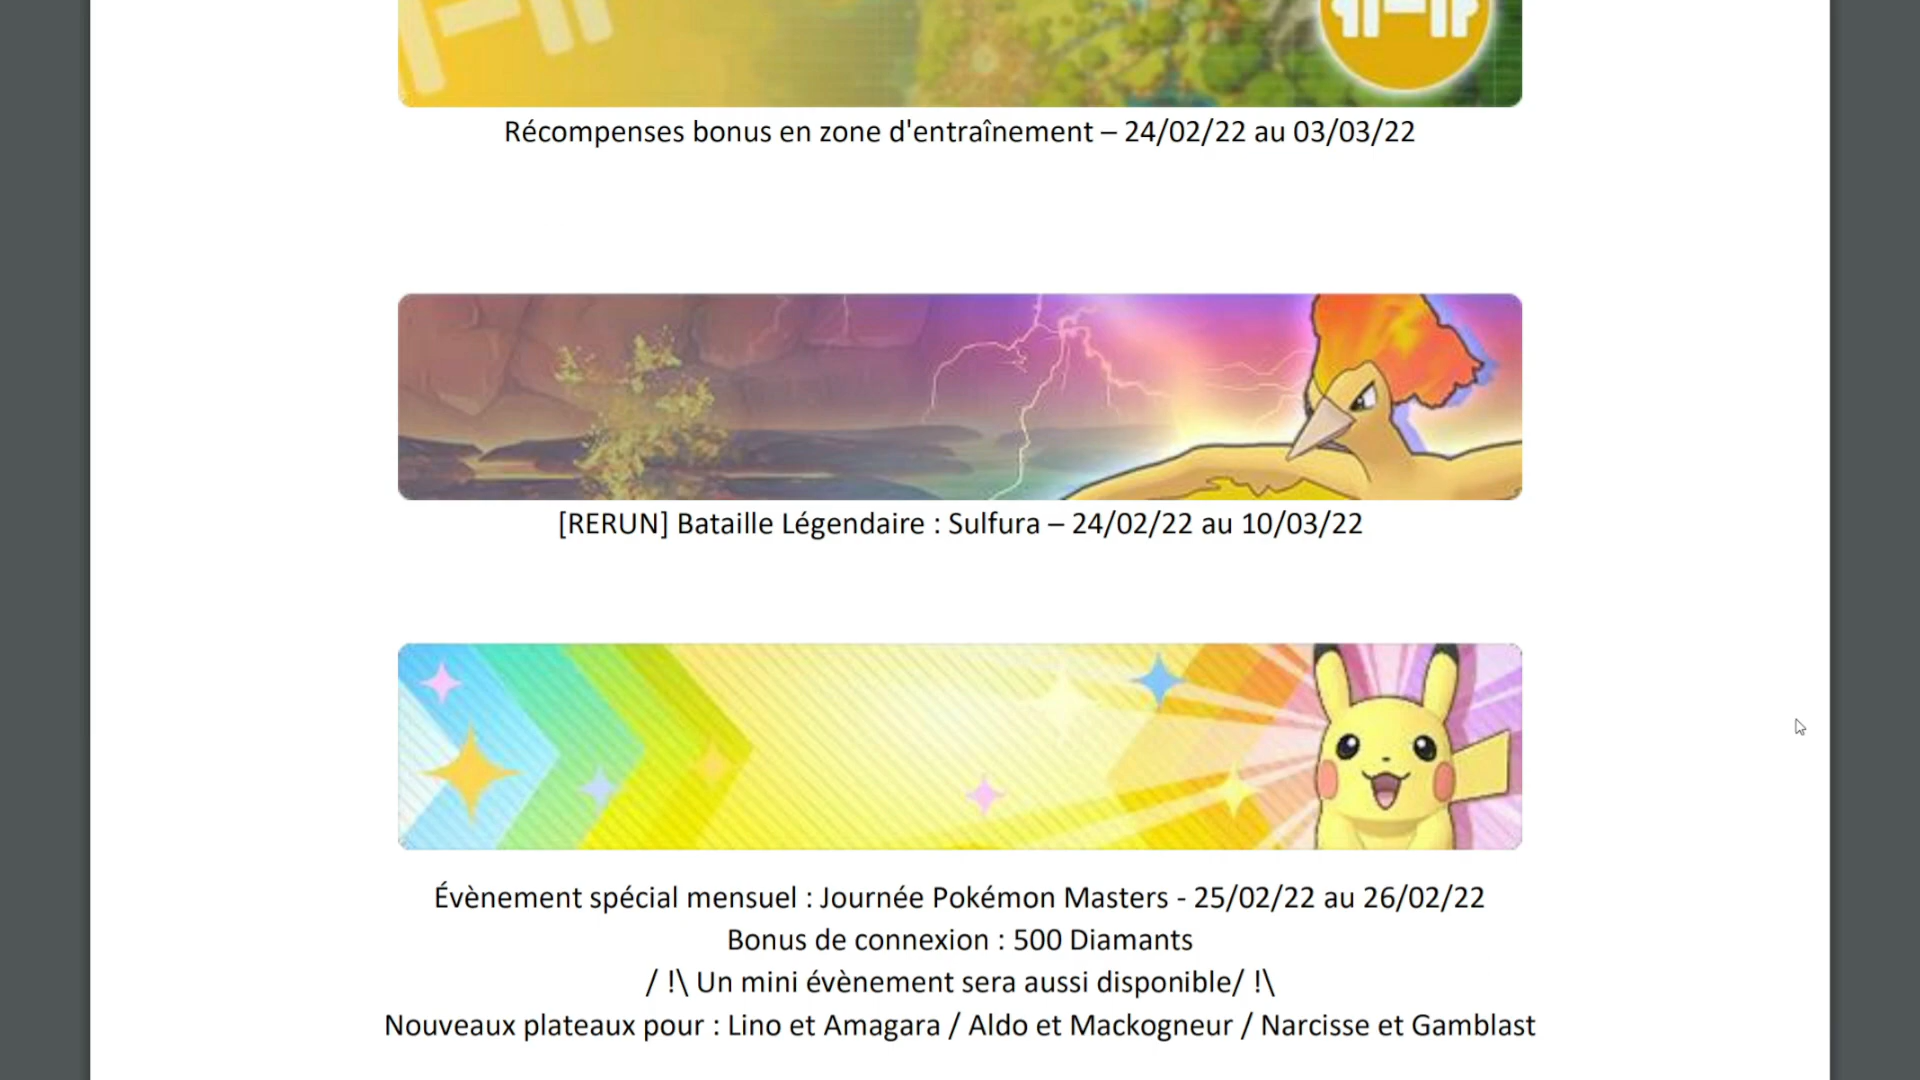 Récompenses bonus en zone d'entraînement – 24/02/22 au 03/03/22
[RERUN] Bataille Légendaire : Sulfura – 24/02/22 au 10/03/22
Évènement spécial mensuel : Journée Pokémon Masters - 25/02/22 au 26/02/22
Bonus de connexion : 500 Diamants
/ !\ Un mini évènement sera aussi disponible/ !\
Nouveaux plateaux pour : Lino et Amagara / Aldo et Mackogneur / Narcisse et Gamblast